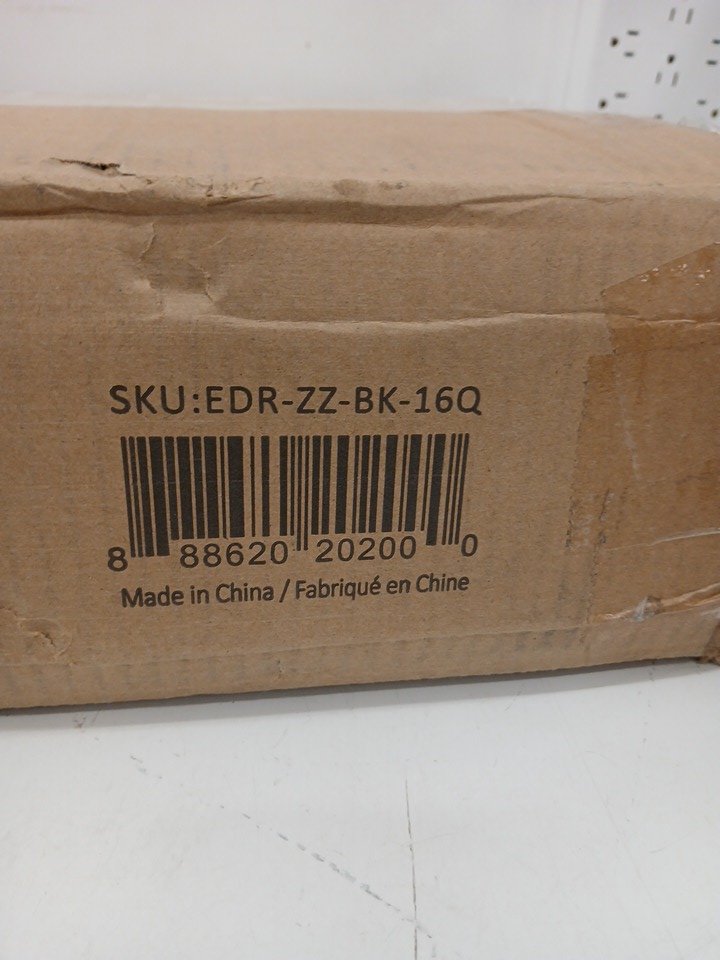 SKU:EDR-ZZ-BK-16Q
8 88620 20200 0
Made in China / Fabriqué en Chine